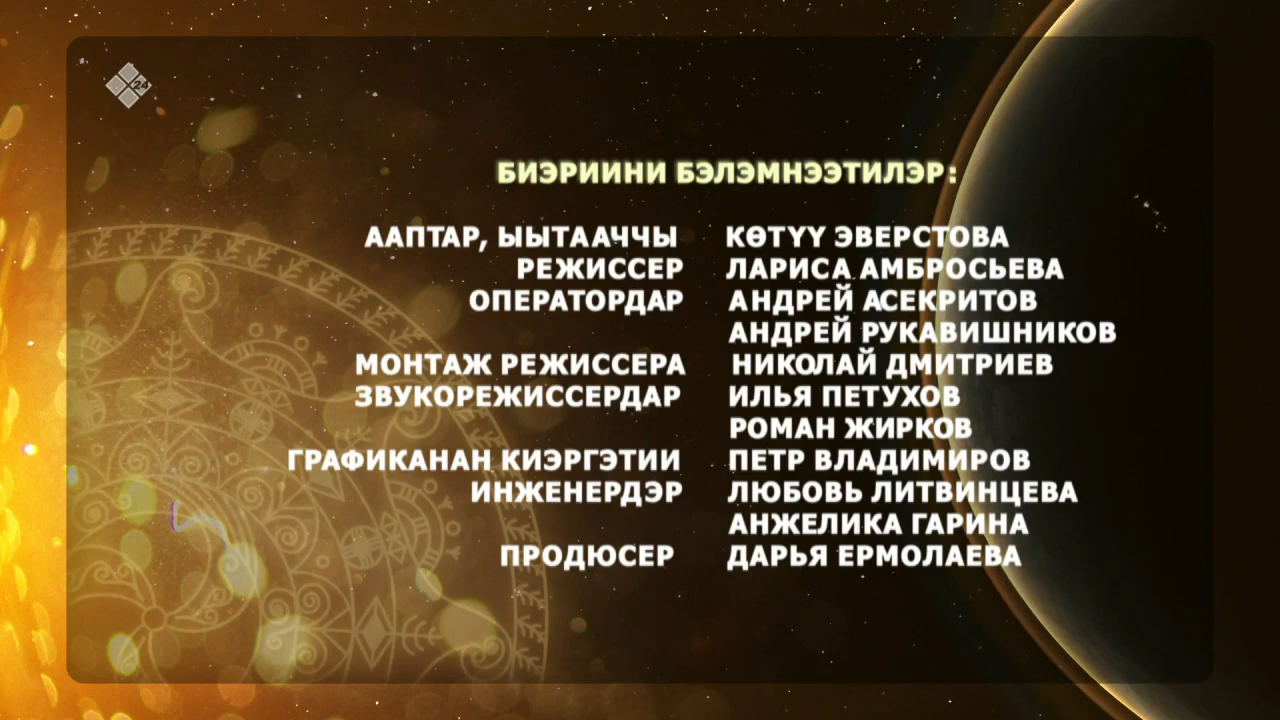 24
БИЭРИИНИ БЭЛЭМНЭЭТИЛЭР:
ААПТАР, ЫЫТААЧЧЫ КӨТҮҮ ЭВЕРСТОВА
РЕЖИССЕР ЛАРИСА АМБРОСЬЕВА
ОПЕРАТОРДАР АНДРЕЙ АСЕКРИТОВ
АНДРЕЙ РУКАВИШНИКОВ
МОНТАЖ РЕЖИССЕРА НИКОЛАЙ ДМИТРИЕВ
ЗВУКОРЕЖИССЕРДАР ИЛЬЯ ПЕТУХОВ
РОМАН ЖИРКОВ
ГРАФИКАНАН КИЭРГЭТИИ ПЕТР ВЛАДИМИРОВ
ИНЖЕНЕРДЭР ЛЮБОВЬ ЛИТВИНЦЕВА
АНЖЕЛИКА ГАРИНА
ПРОДЮСЕР ДАРЬЯ ЕРМОЛАЕВА